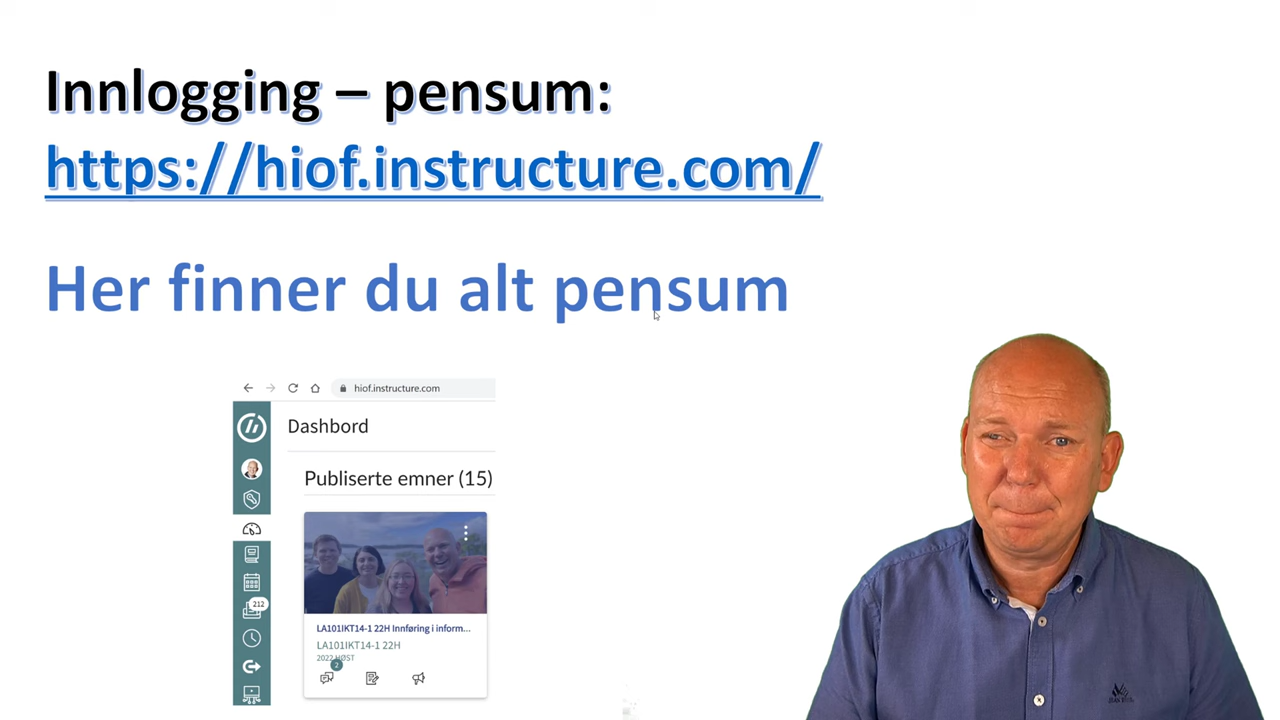 Innlogging – pensum:
https://hiof.instructure.com/
Her finner du alt pensum
hiof.instructure.com
Dashbord
Publiserte emner (15)
LA101IKT14-1 22H Innføring i inform...
LA101IKT14-1 22H
2022 HØST
2
212